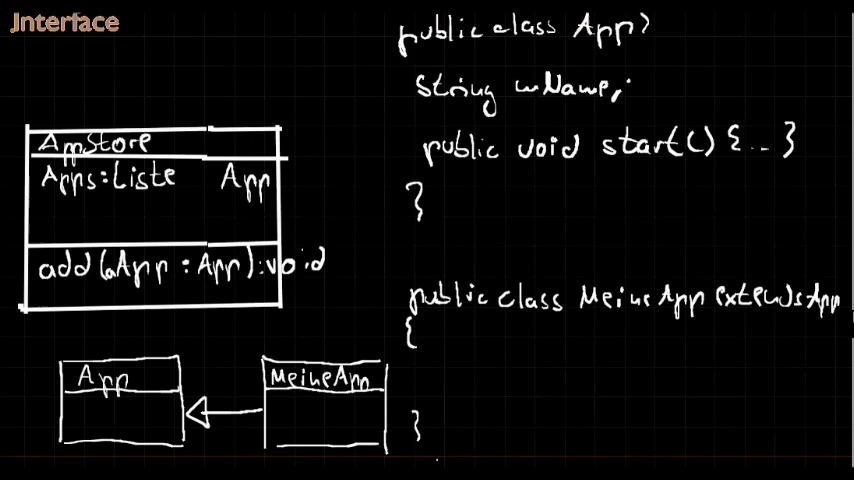 Interface
public class App }
string mName;
public void start() { .. }
}
AppStore
Apps:Liste App
add(aApp : App):void
public class MeineApp extends App
{
App
MeineApp
}